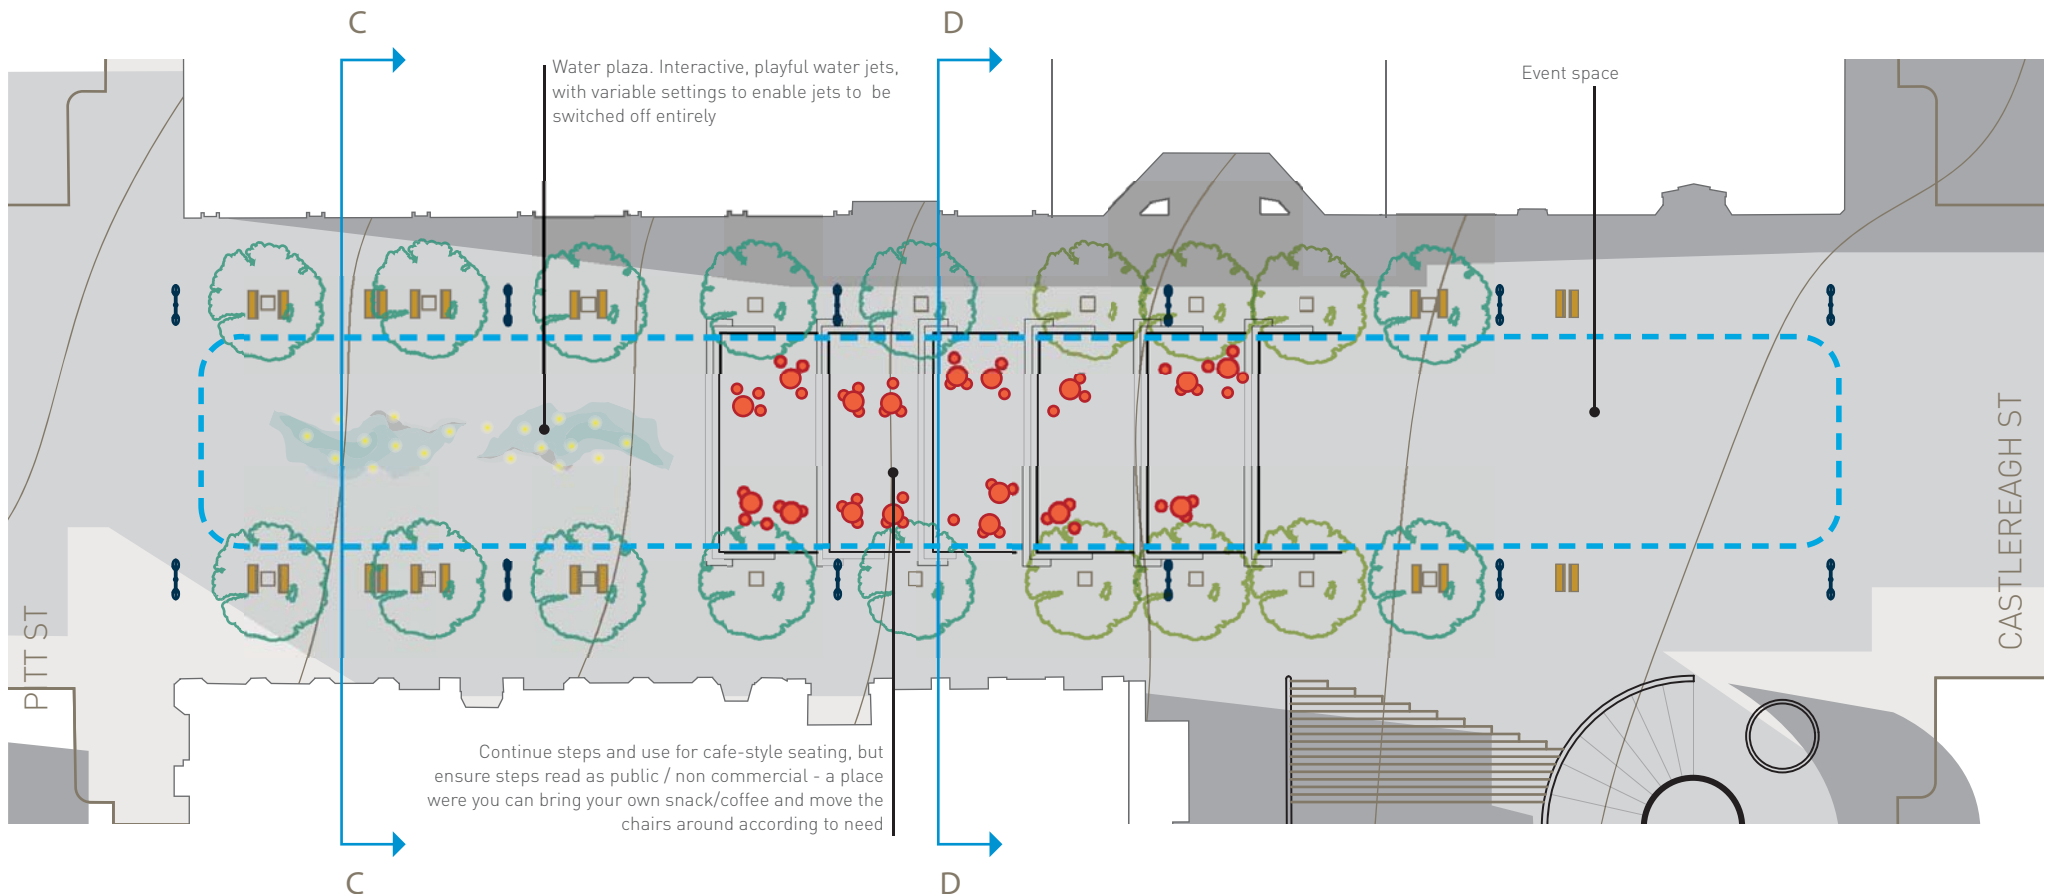 C
D
Water plaza. Interactive, playful water jets,
with variable settings to enable jets to be
switched off entirely
Event space
PITT ST
CASTLEREAGH ST
Continue steps and use for cafe-style seating, but
ensure steps read as public / non commercial - a place
were you can bring your own snack/coffee and move the
chairs around according to need
C
D